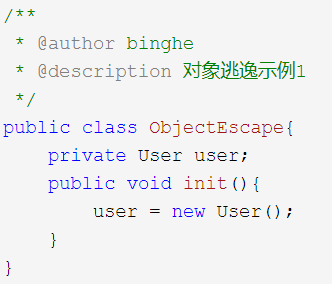 /**
 * @author binghe
 * @description 对象逃逸示例1
 */
public class ObjectEscape{
    private User user;
    public void init(){
        user = new User();
    }
}